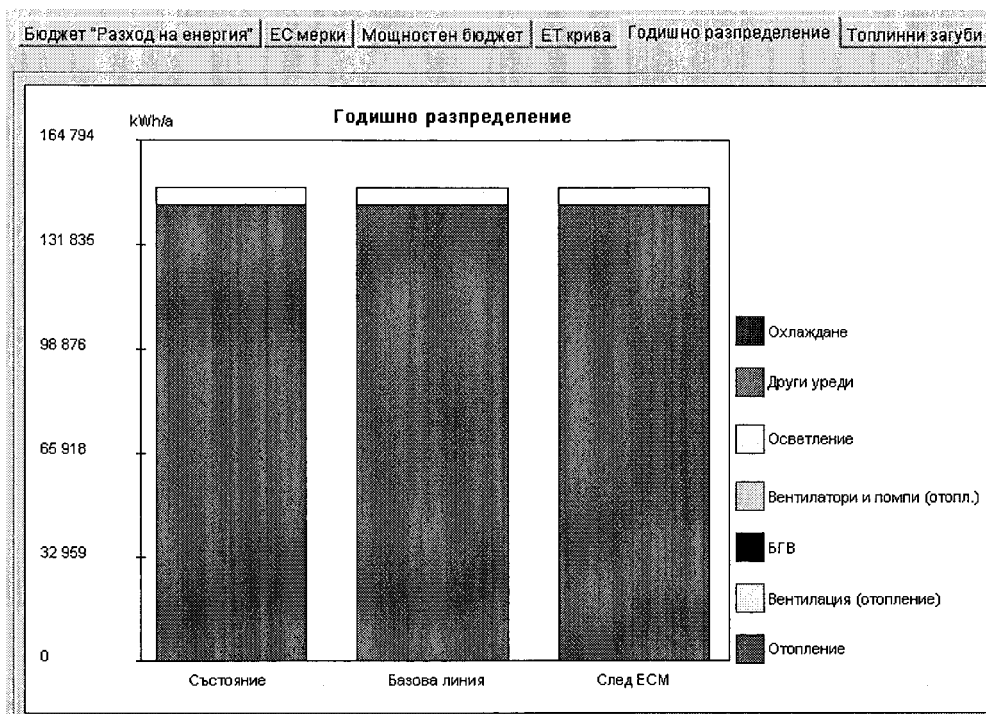 Бюджет "Разход на енергия" ЕС мерки Мощностен бюджет ЕТ крива Годишно разпределение Топлинни загуби
Годишно разпределение
kWh/a
164 794
131 835
98 876
65 918
32 959
0
Състояние Базова линия След ЕСМ
Охлаждане
Други уреди
Осветление
Вентилатори и помпи (отопл.)
БГВ
Вентилация (отопление)
Отопление